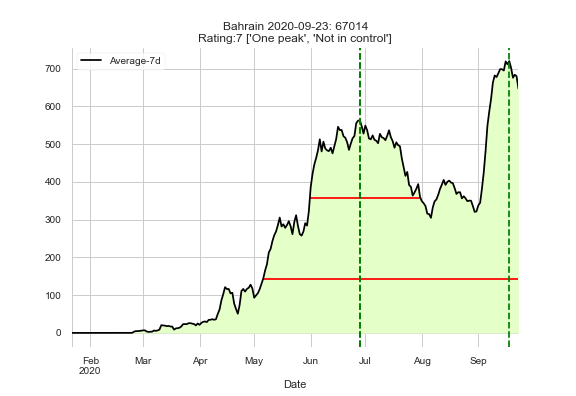 Bahrain 2020-09-23: 67014
Rating:7 ['One peak', 'Not in control']
Average-7d
700
600
500
400
300
200
100
0
Feb Mar Apr May Jun Jul Aug Sep
2020
Date